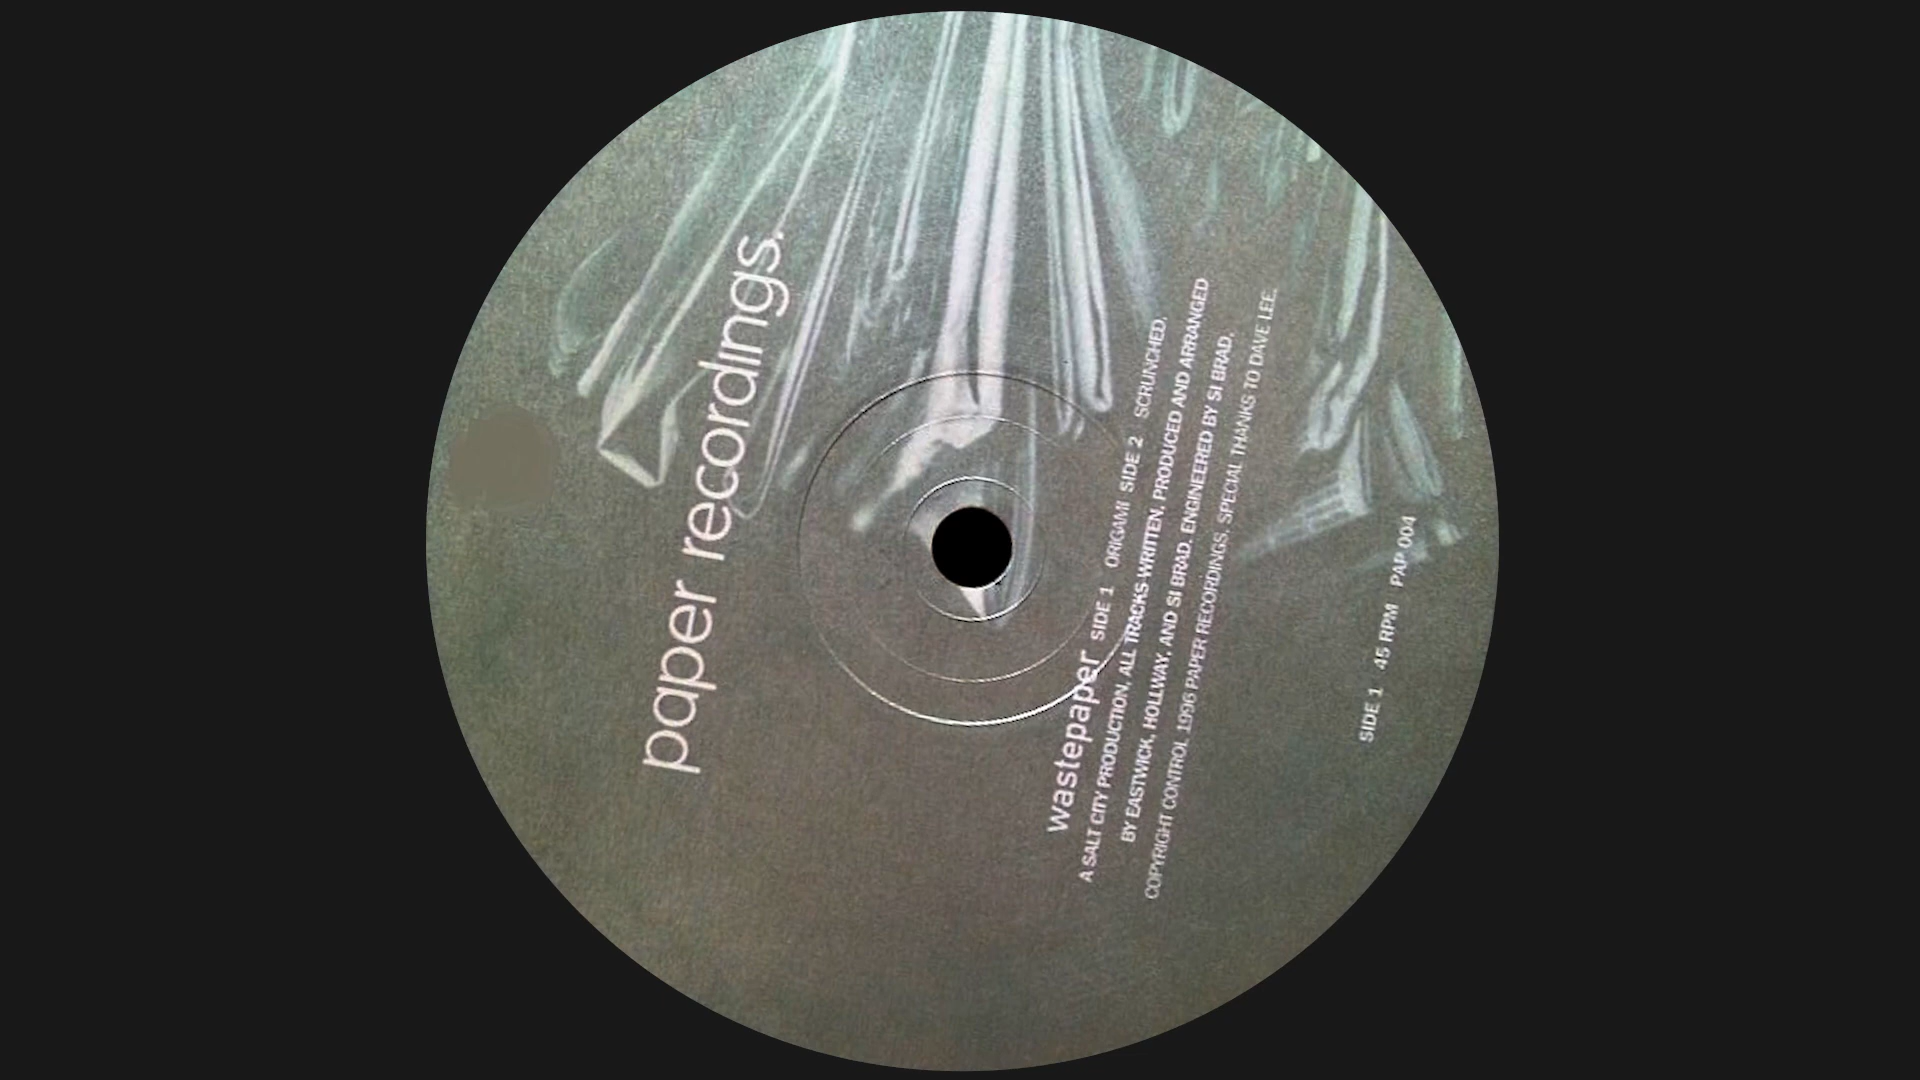 paper recordings.
wastepaper SIDE 1 ORIGAMI SIDE 2 SCRUNCHED.
A SALT CITY PRODUCTION, ALL TRACKS WRITTEN, PRODUCED AND ARRANGED
BY EASTWICK, HOLLWAY, AND SI BRAD. ENGINEERED BY SI BRAD.
COPYRIGHT CONTROL 1996 PAPER RECORDINGS. SPECIAL THANKS TO DAVE LEE.
SIDE 1 45 RPM PAP 004